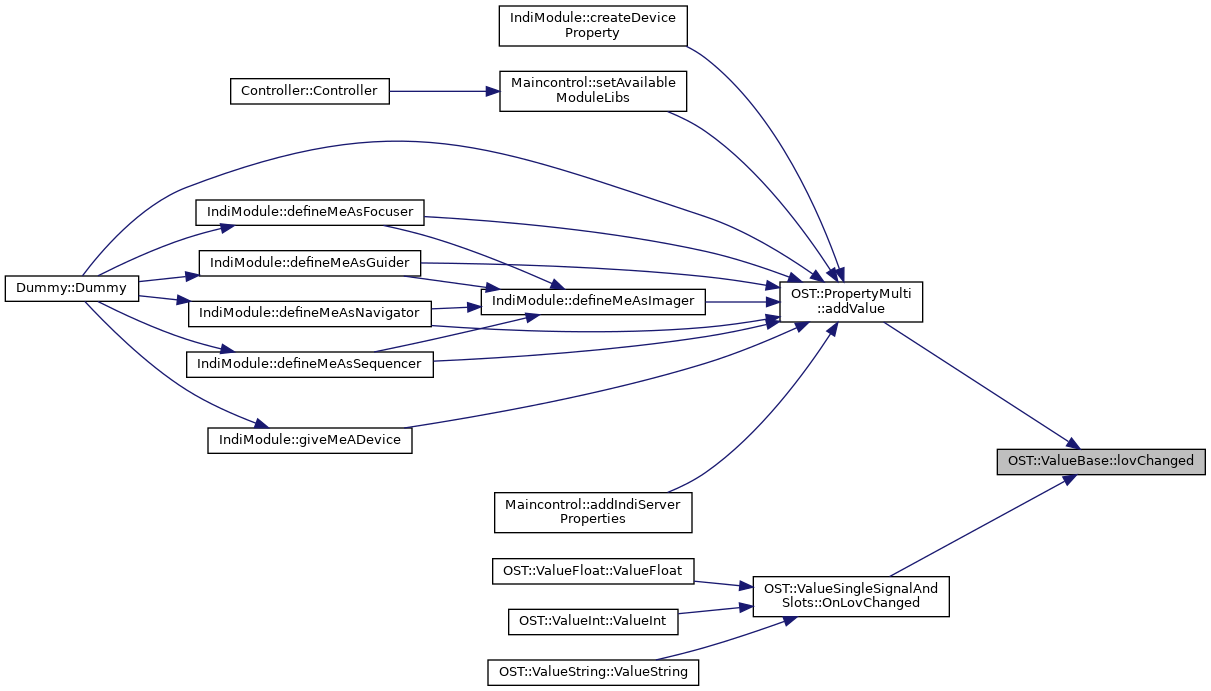 IndiModule::createDevice
Property
Maincontrol::setAvailable
ModuleLibs
Controller::Controller
IndiModule::defineMeAsFocuser
IndiModule::defineMeAsGuider
Dummy::Dummy
IndiModule::defineMeAsImager
OST::PropertyMulti
::addValue
IndiModule::defineMeAsNavigator
IndiModule::defineMeAsSequencer
IndiModule::giveMeADevice
OST::ValueBase::lovChanged
Maincontrol::addIndiServer
Properties
OST::ValueFloat::ValueFloat
OST::ValueSingleSignalAnd
Slots::OnLovChanged
OST::ValueInt::ValueInt
OST::ValueString::ValueString